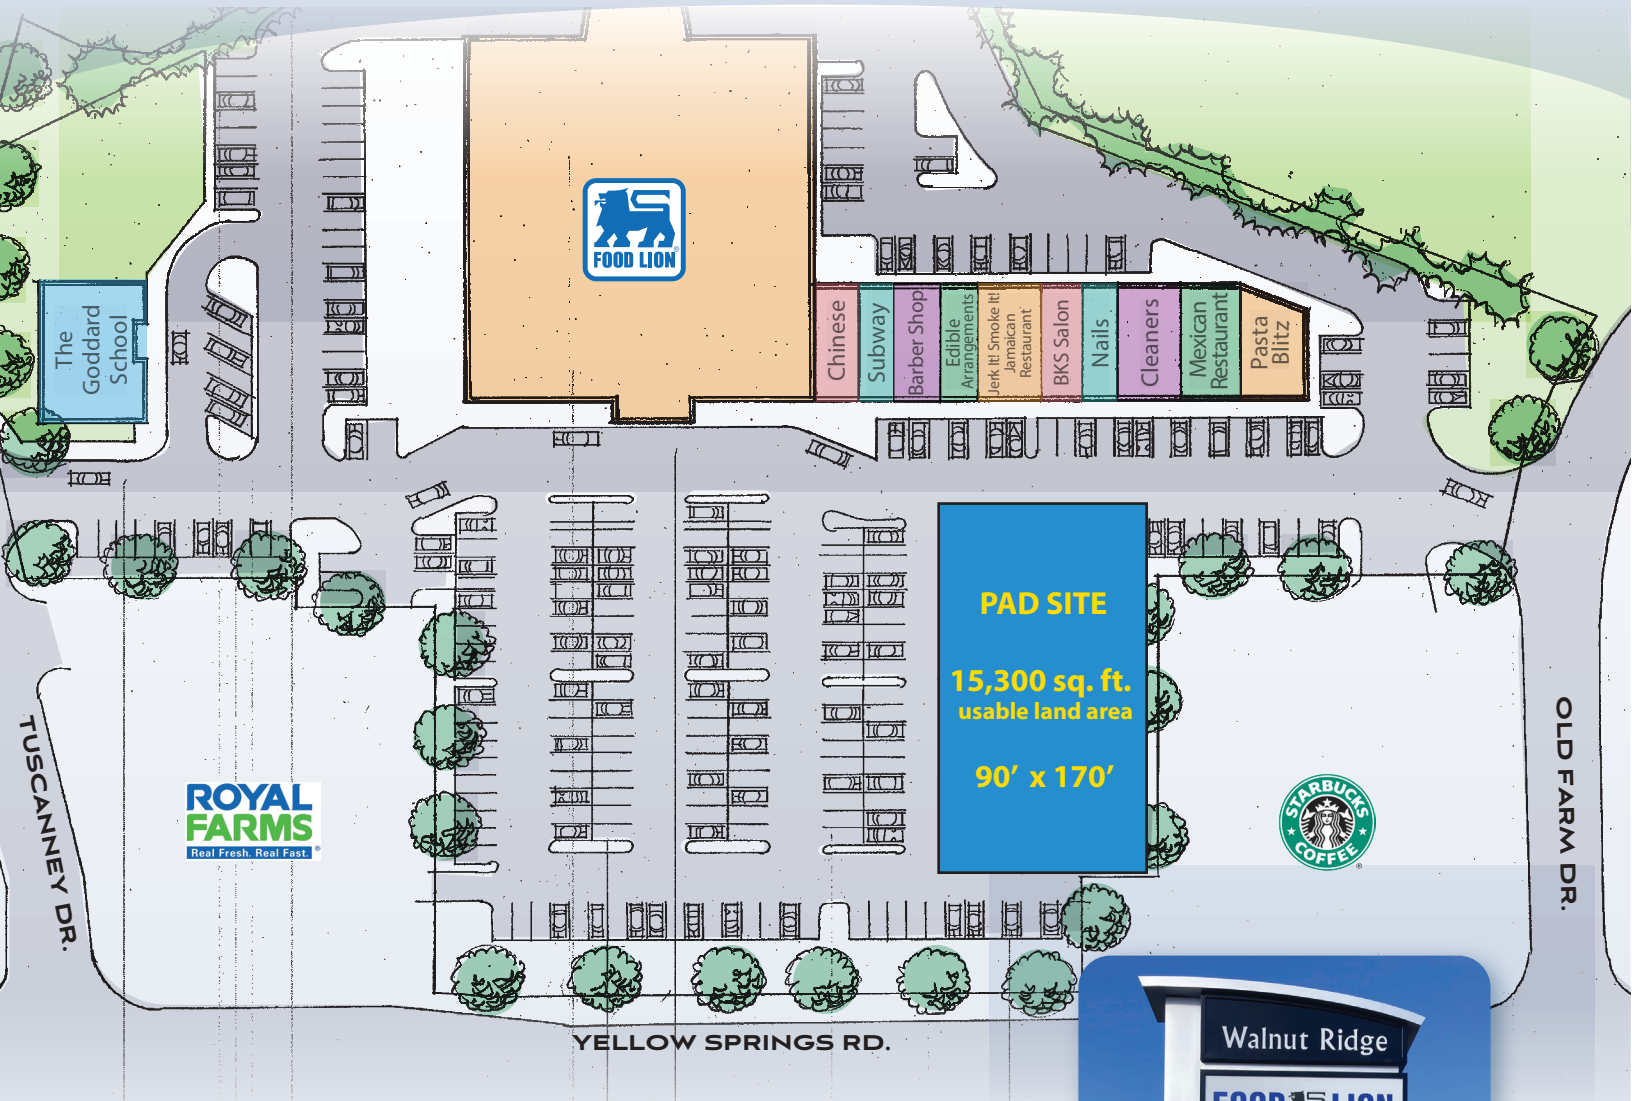 FOOD LION
The
Goddard
School
Chinese
Subway
Barber Shop
Edible
Arrangements
Jerk It! Smoke It!
Jamaican
Restaurant
BKS Salon
Nails
Cleaners
Mexican
Restaurant
Pasta
Blitz
PAD SITE
15,300 sq. ft.
usable land area
90’ x 170’
TUSCANNEY DR.
ROYAL
FARMS
Real Fresh. Real Fast.
STARBUCKS
COFFEE
OLD FARM DR.
YELLOW SPRINGS RD.
Walnut Ridge
FOOD LION